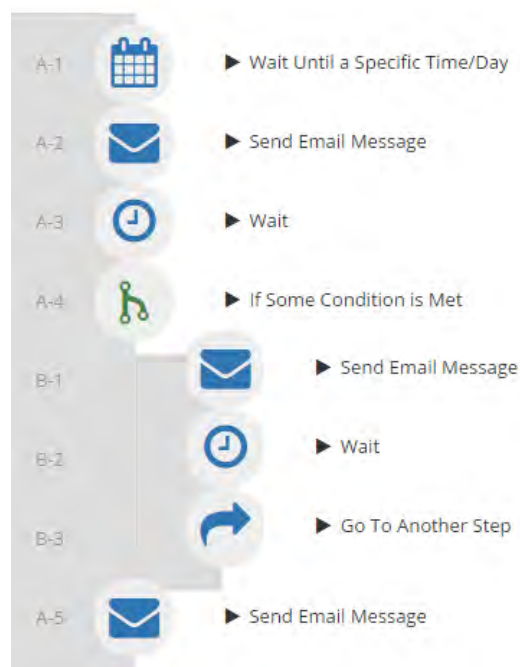 A-1 ▶ Wait Until a Specific Time/Day
A-2 ▶ Send Email Message
A-3 ▶ Wait
A-4 ▶ If Some Condition is Met
B-1 ▶ Send Email Message
B-2 ▶ Wait
B-3 ▶ Go To Another Step
A-5 ▶ Send Email Message